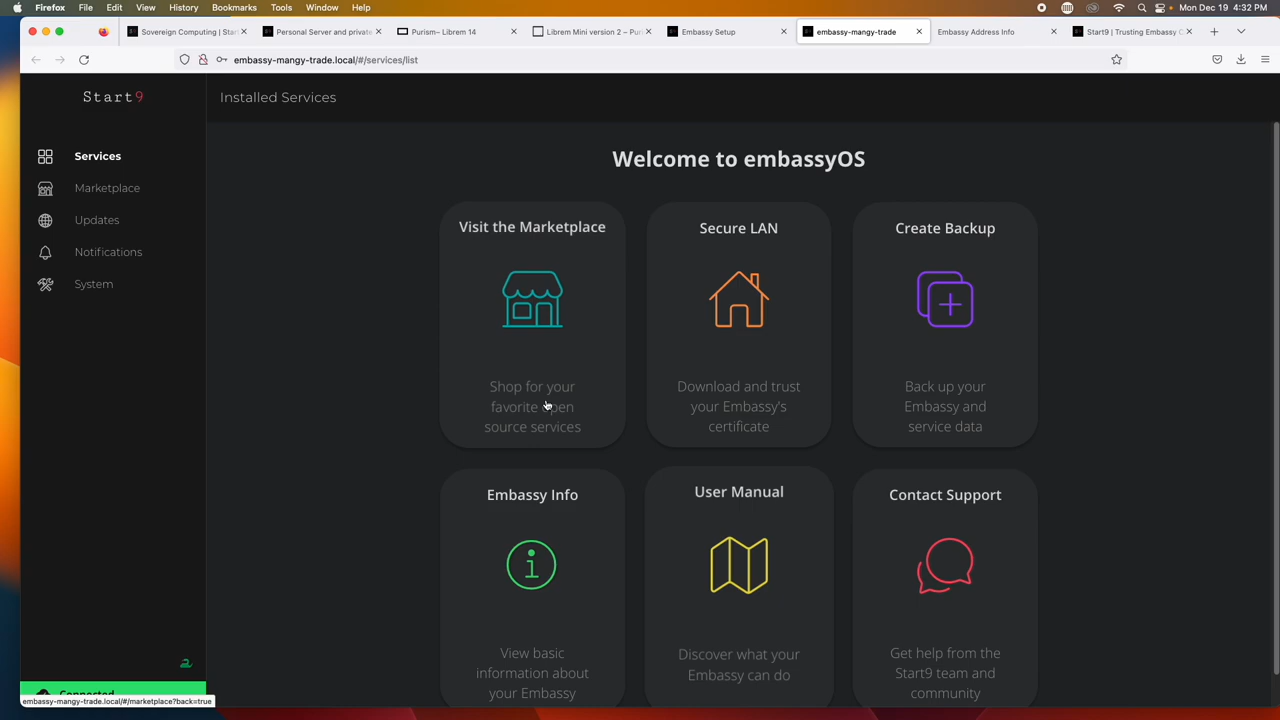 Firefox File Edit View History Bookmarks Tools Window Help Mon Dec 19 4:32 PM
Sovereign Computing | Star Personal Server and private Purism– Librem 14 Librem Mini version 2 – Puri Embassy Setup embassy-mangy-trade Embassy Address Info Start9 | Trusting Embassy C
embassy-mangy-trade.local/#/services/list
Start9
Installed Services
Services
Marketplace
Updates
Notifications
System
Welcome to embassyOS
Visit the Marketplace
Shop for your
favorite open
source services
Secure LAN
Download and trust
your Embassy's
certificate
Create Backup
Back up your
Embassy and
service data
Embassy Info
View basic
information about
your Embassy
User Manual
Discover what your
Embassy can do
Contact Support
Get help from the
Start9 team and
community
Connected
embassy-mangy-trade.local/#/marketplace?back=true